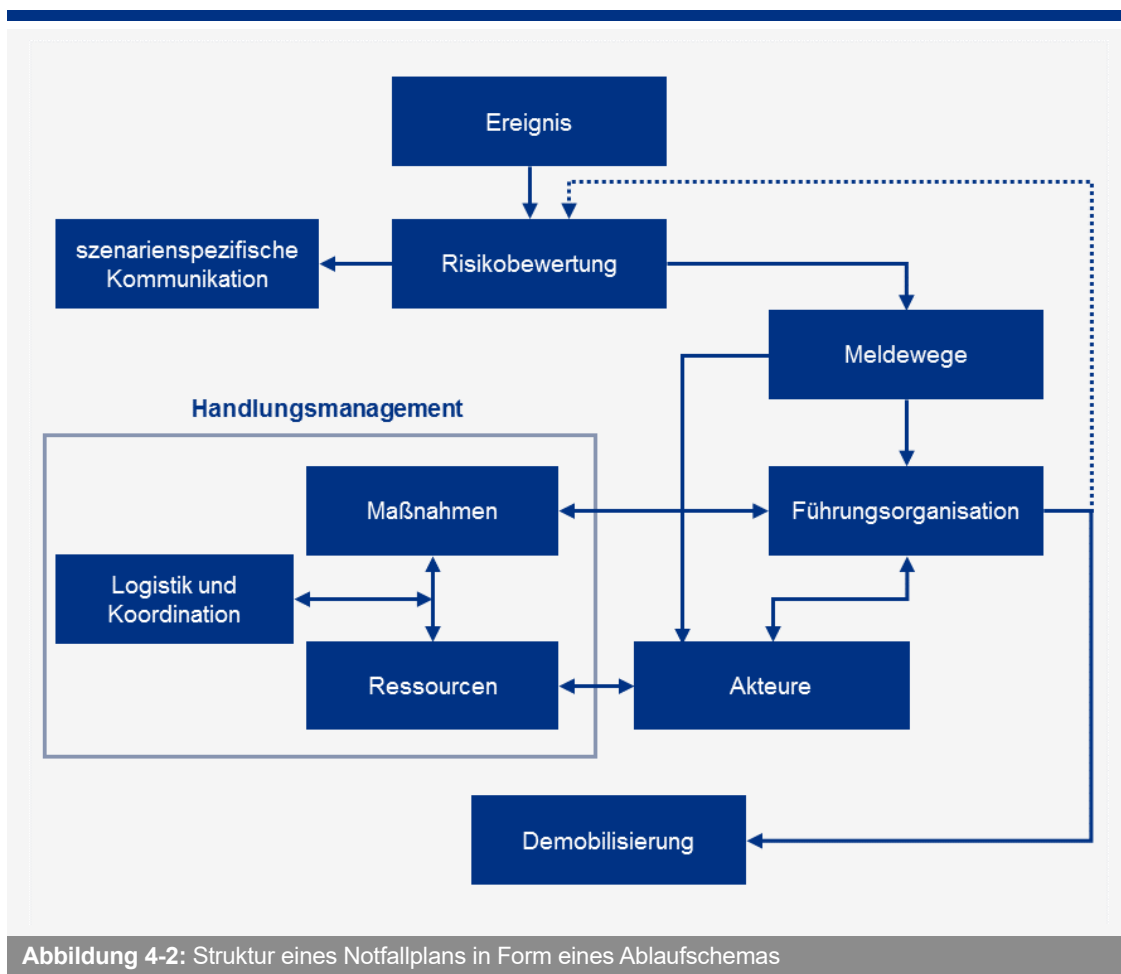 Ereignis
szenarienspezifische
Kommunikation
Risikobewertung
Meldewege
Handlungsmanagement
Maßnahmen
Führungsorganisation
Logistik und
Koordination
Ressourcen
Akteure
Demobilisierung
Abbildung 4-2: Struktur eines Notfallplans in Form eines Ablaufschemas